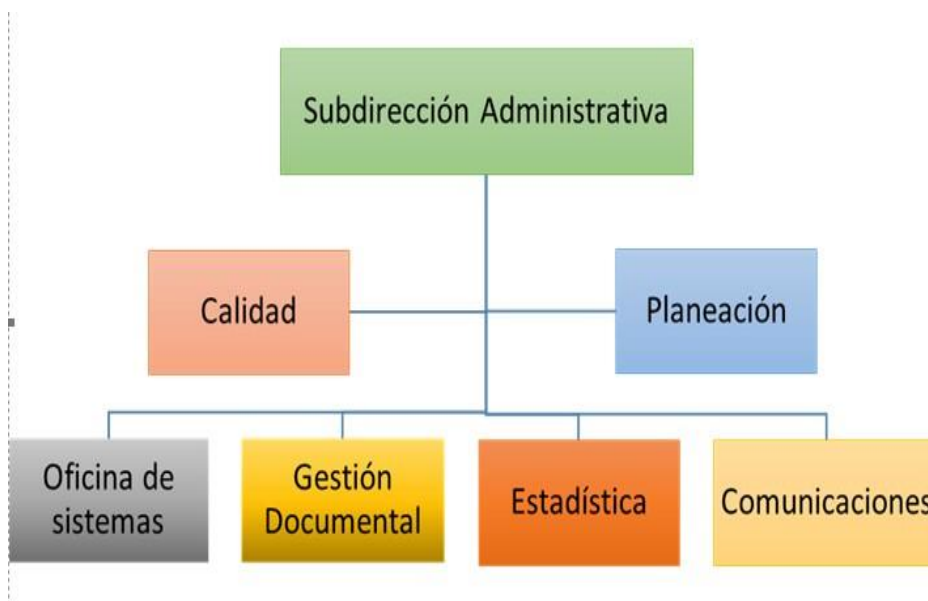 Subdirección Administrativa
Calidad
Planeación
Oficina de
sistemas
Gestión
Documental
Estadística
Comunicaciones